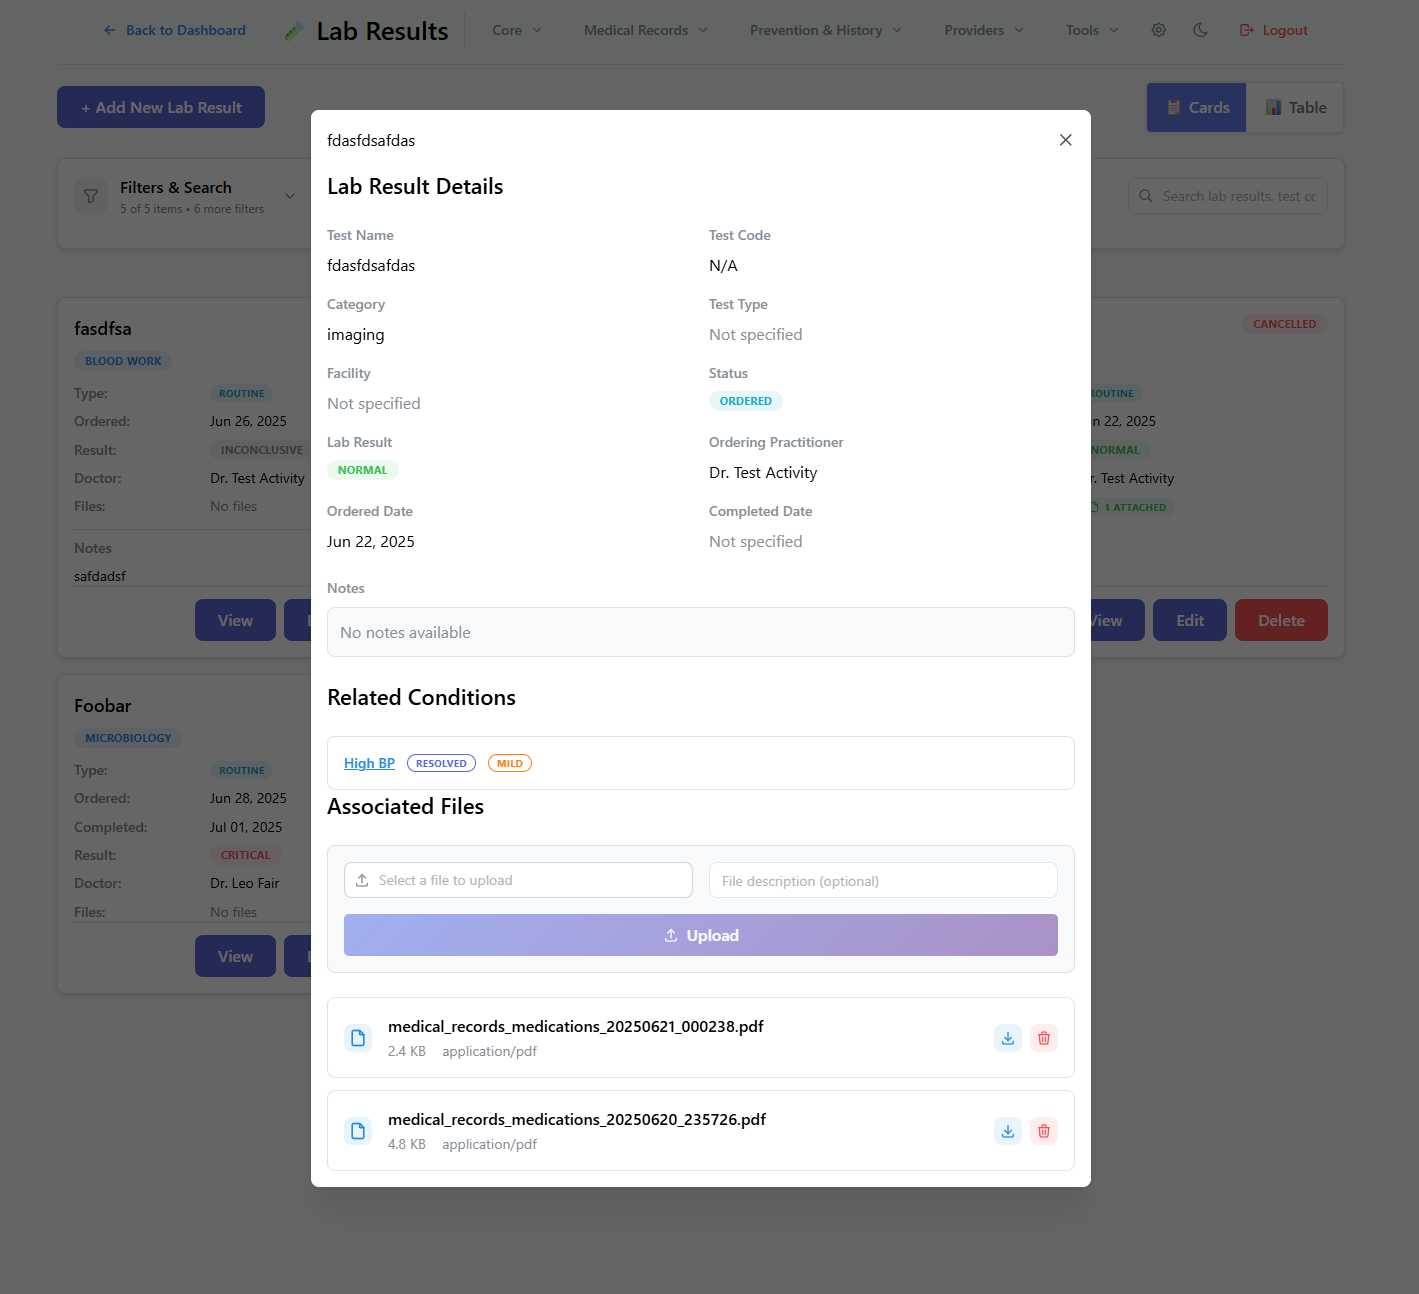 Back to Dashboard
Lab Results
Core
Medical Records
Prevention & History
Providers
Tools
Logout
+ Add New Lab Result
Cards
Table
Filters & Search
5 of 5 items • 6 more filters
Search lab results, test cc
fasdfsa
BLOOD WORK
Type: ROUTINE
Ordered: Jun 26, 2025
Result: INCONCLUSIVE
Doctor: Dr. Test Activity
Files: No files
Notes
safdadsf
View
Foobar
MICROBIOLOGY
Type: ROUTINE
Ordered: Jun 28, 2025
Completed: Jul 01, 2025
Result: CRITICAL
Doctor: Dr. Leo Fair
Files: No files
View
fdasfdsafdas
Lab Result Details
Test Name
fdasfdsafdas
Test Code
N/A
Category
imaging
Test Type
Not specified
Facility
Not specified
Status
ORDERED
Lab Result
NORMAL
Ordering Practitioner
Dr. Test Activity
Ordered Date
Jun 22, 2025
Completed Date
Not specified
Notes
No notes available
Related Conditions
High BP RESOLVED MILD
Associated Files
Select a file to upload
File description (optional)
Upload
medical_records_medications_20250621_000238.pdf
2.4 KB application/pdf
medical_records_medications_20250620_235726.pdf
4.8 KB application/pdf
CANCELLED
ROUTINE
n 22, 2025
NORMAL
r. Test Activity
1 ATTACHED
View
Edit
Delete